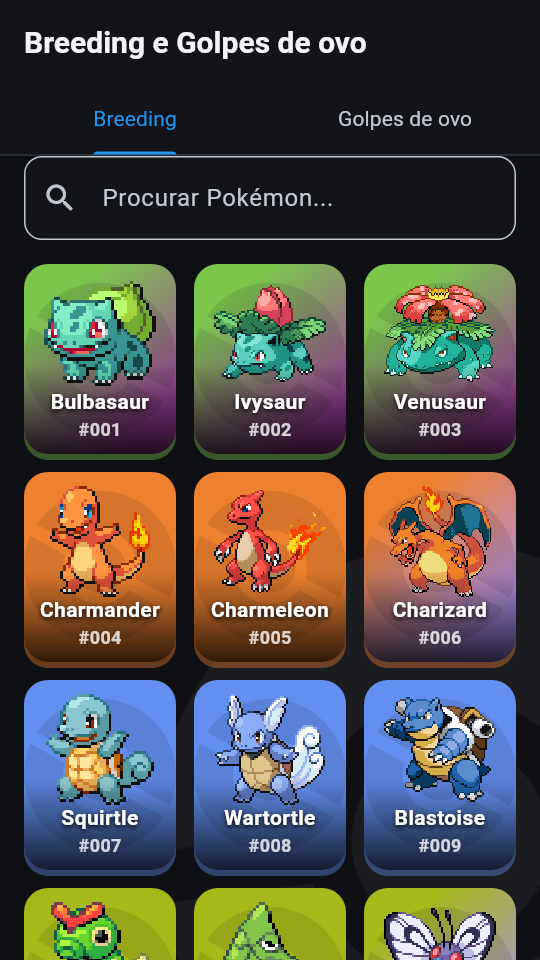 Breeding e Golpes de ovo
Breeding
Golpes de ovo
Procurar Pokémon...
Bulbasaur
#001
Ivysaur
#002
Venusaur
#003
Charmander
#004
Charmeleon
#005
Charizard
#006
Squirtle
#007
Wartortle
#008
Blastoise
#009